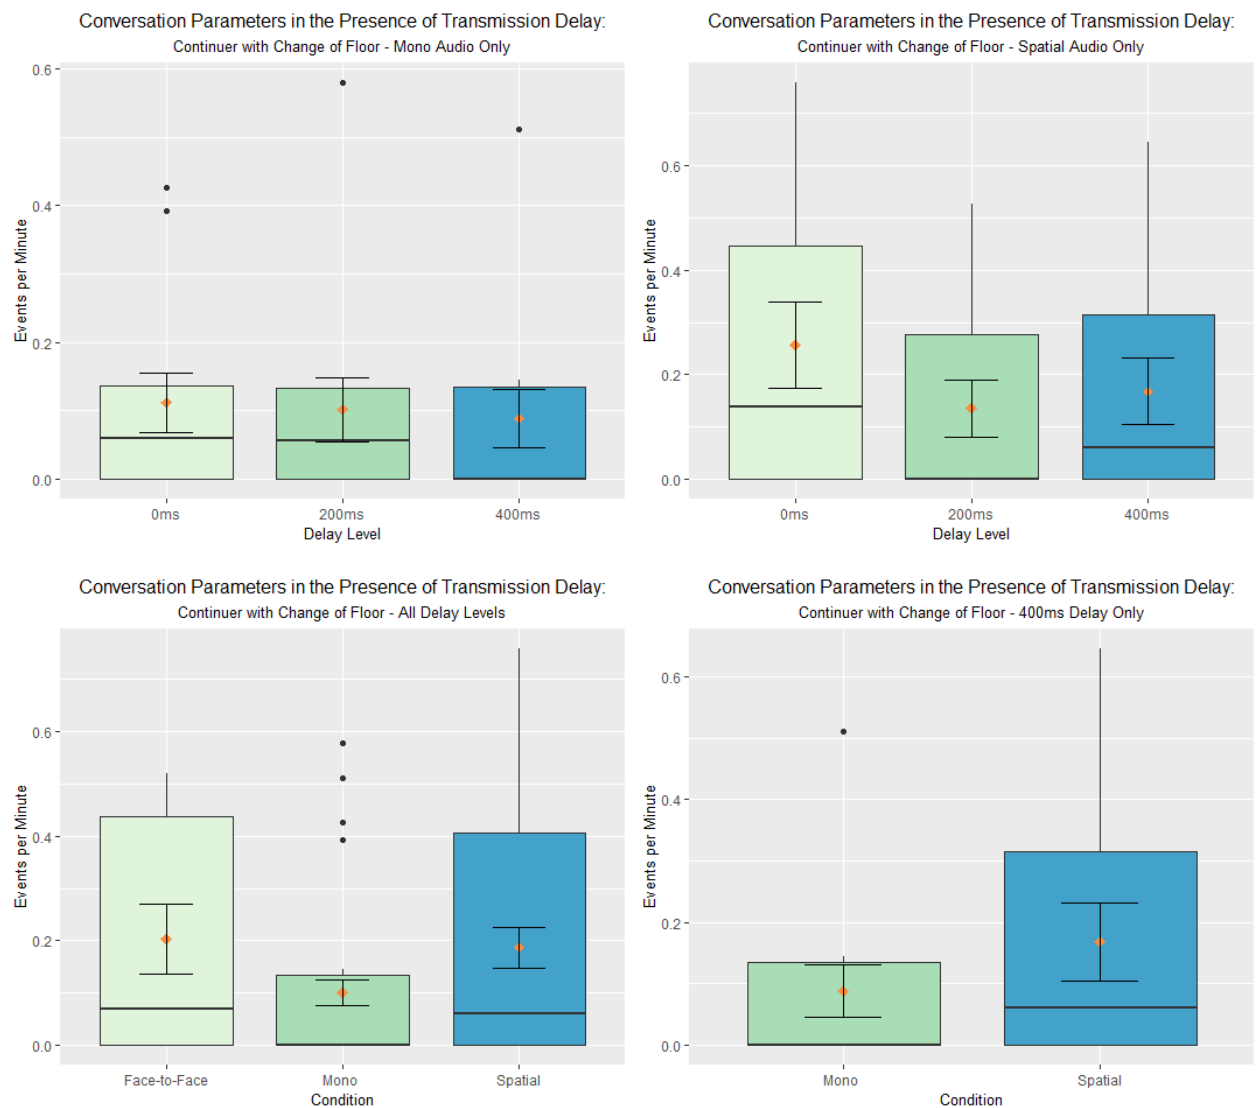 Conversation Parameters in the Presence of Transmission Delay:
Continuer with Change of Floor - Mono Audio Only
Events per Minute
0.6
0.4
0.2
0.0
0ms
200ms
400ms
Delay Level
Conversation Parameters in the Presence of Transmission Delay:
Continuer with Change of Floor - Spatial Audio Only
Events per Minute
0.6
0.4
0.2
0.0
0ms
200ms
400ms
Delay Level
Conversation Parameters in the Presence of Transmission Delay:
Continuer with Change of Floor - All Delay Levels
Events per Minute
0.6
0.4
0.2
0.0
Face-to-Face
Mono
Spatial
Condition
Conversation Parameters in the Presence of Transmission Delay:
Continuer with Change of Floor - 400ms Delay Only
Events per Minute
0.6
0.4
0.2
0.0
Mono
Spatial
Condition